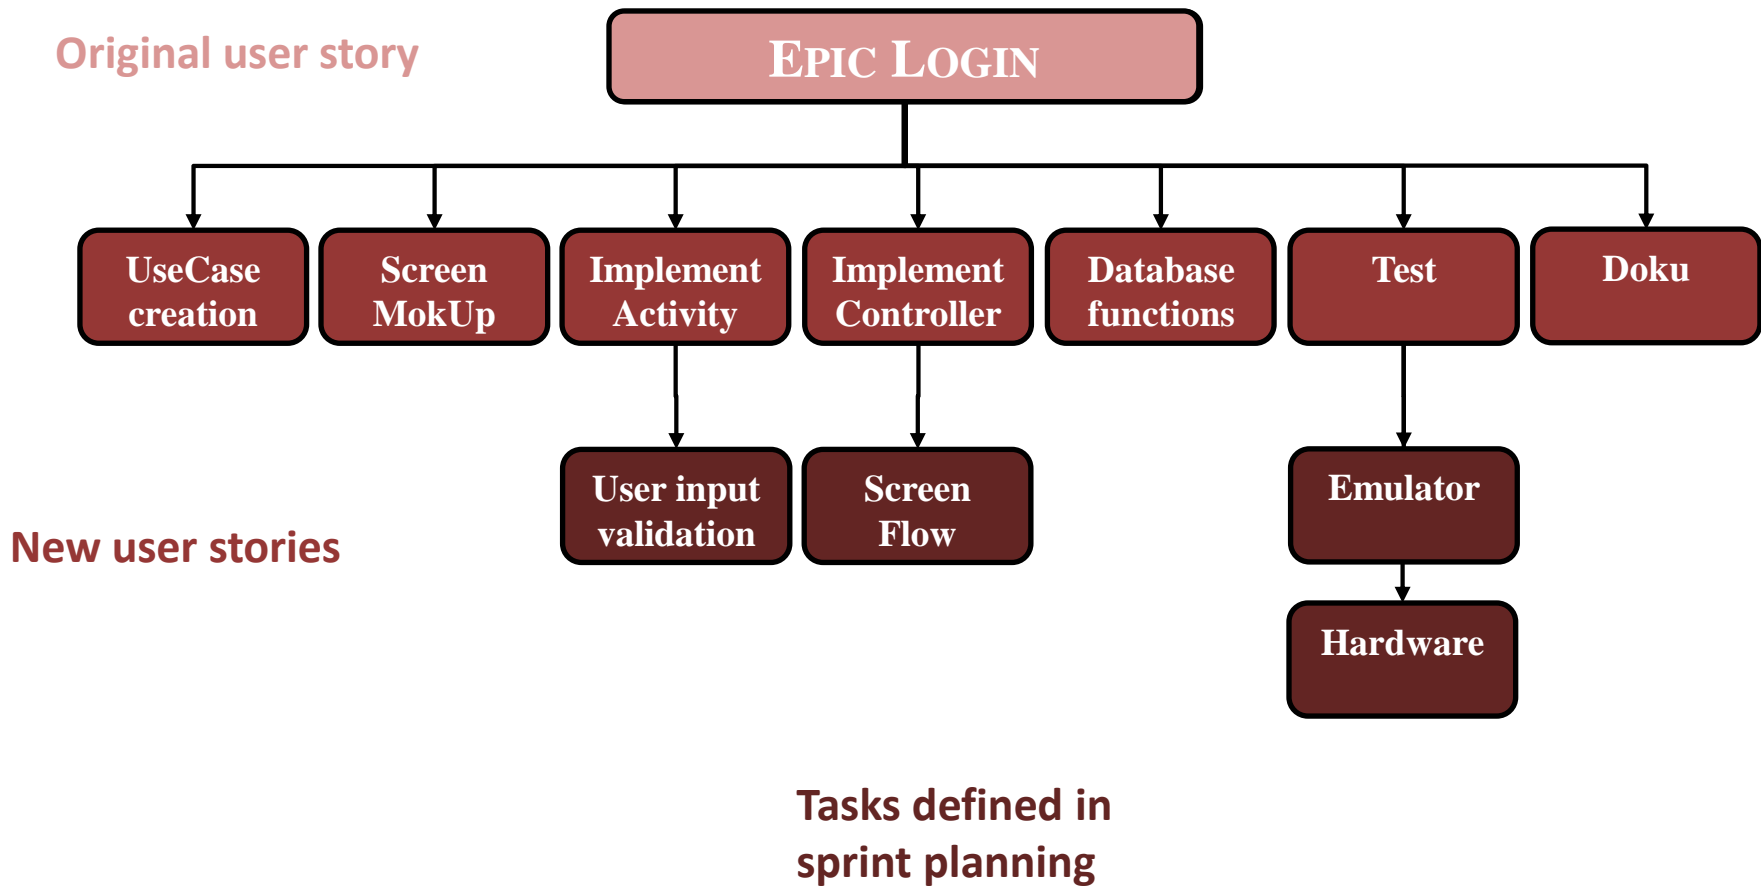 Original user story
EPIC LOGIN
UseCase
creation
Screen
MokUp
Implement
Activity
Implement
Controller
Database
functions
Test
Doku
User input
validation
Screen
Flow
Emulator
New user stories
Hardware
Tasks defined in
sprint planning